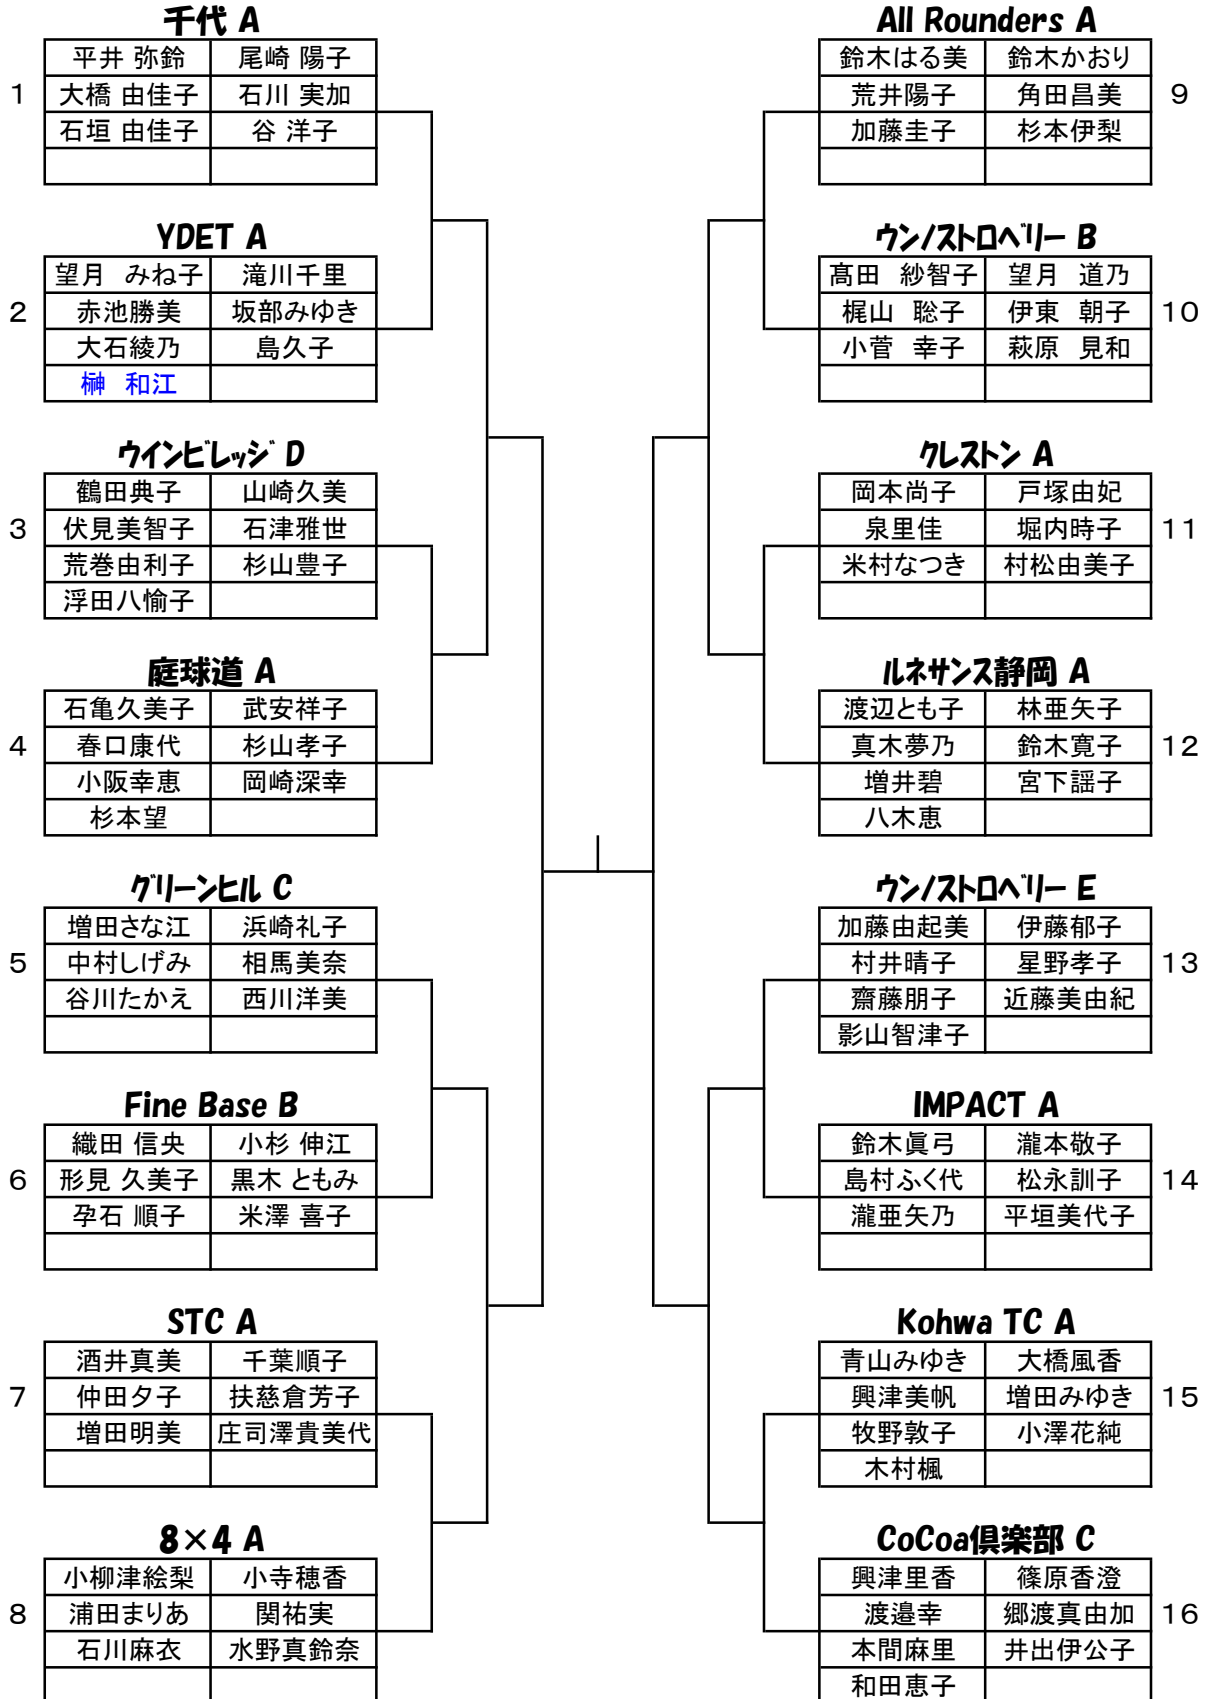 千代 A
1
平井 弥鈴 尾崎 陽子
大橋 由佳子 石川 実加
石垣 由佳子 谷 洋子
YDET A
2
望月　みね子 滝川千里
赤池勝美 坂部みゆき
大石綾乃 島久子
榊　和江
ウインビレッジ D
3
鶴田典子 山崎久美
伏見美智子 石津雅世
荒巻由利子 杉山豊子
浮田八愉子
庭球道 A
4
石亀久美子 武安祥子
春口康代 杉山孝子
小阪幸恵 岡崎深幸
杉本望
グリーンヒル C
5
増田さな江 浜崎礼子
中村しげみ 相馬美奈
谷川たかえ 西川洋美
Fine Base B
6
織田 信央 小杉 伸江
形見 久美子 黒木 ともみ
孕石 順子 米澤 喜子
STC A
7
酒井真美 千葉順子
仲田夕子 扶慈倉芳子
増田明美 庄司澤貴美代
8×4 A
8
小柳津絵梨 小寺穂香
浦田まりあ 関祐実
石川麻衣 水野真鈴奈
All Rounders A
鈴木はる美 鈴木かおり
荒井陽子 角田昌美
加藤圭子 杉本伊梨
9
ウンノストロベリー B
髙田　紗智子 望月　道乃
梶山　聡子 伊東　朝子
小菅　幸子 萩原　見和
10
クレストン A
岡本尚子 戸塚由妃
泉里佳 堀内時子
米村なつき 村松由美子
11
ルネサンス静岡 A
渡辺とも子 林亜矢子
真木夢乃 鈴木寛子
増井碧 宮下謡子
八木恵
12
ウンノストロベリー E
加藤由起美 伊藤郁子
村井晴子 星野孝子
齋藤朋子 近藤美由紀
影山智津子
13
IMPACT A
鈴木眞弓 瀧本敬子
島村ふく代 松永訓子
瀧亜矢乃 平垣美代子
14
Kohwa TC A
青山みゆき 大橋風香
興津美帆 増田みゆき
牧野敦子 小澤花純
木村楓
15
CoCoa倶楽部 C
興津里香 篠原香澄
渡邉幸 郷渡真由加
本間麻里 井出伊公子
和田恵子
16